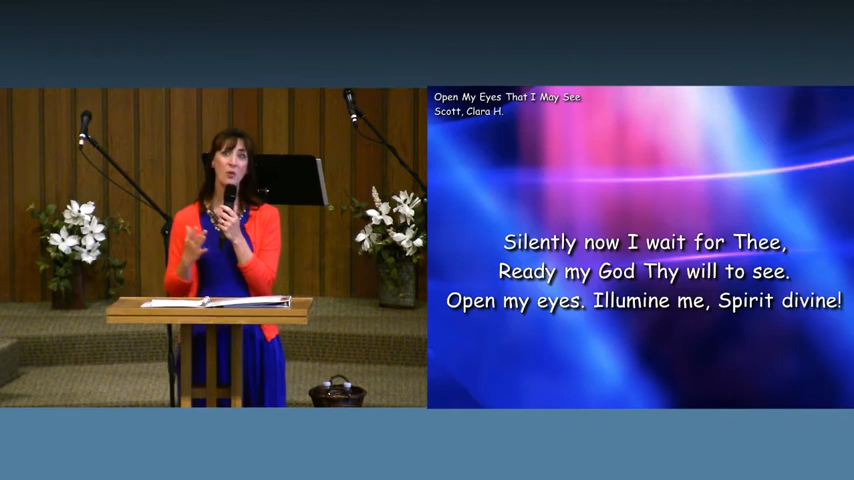 Open My Eyes That I May See
Scott, Clara H.
Silently now I wait for Thee,
Ready my God Thy will to see.
Open my eyes. Illumine me, Spirit divine!